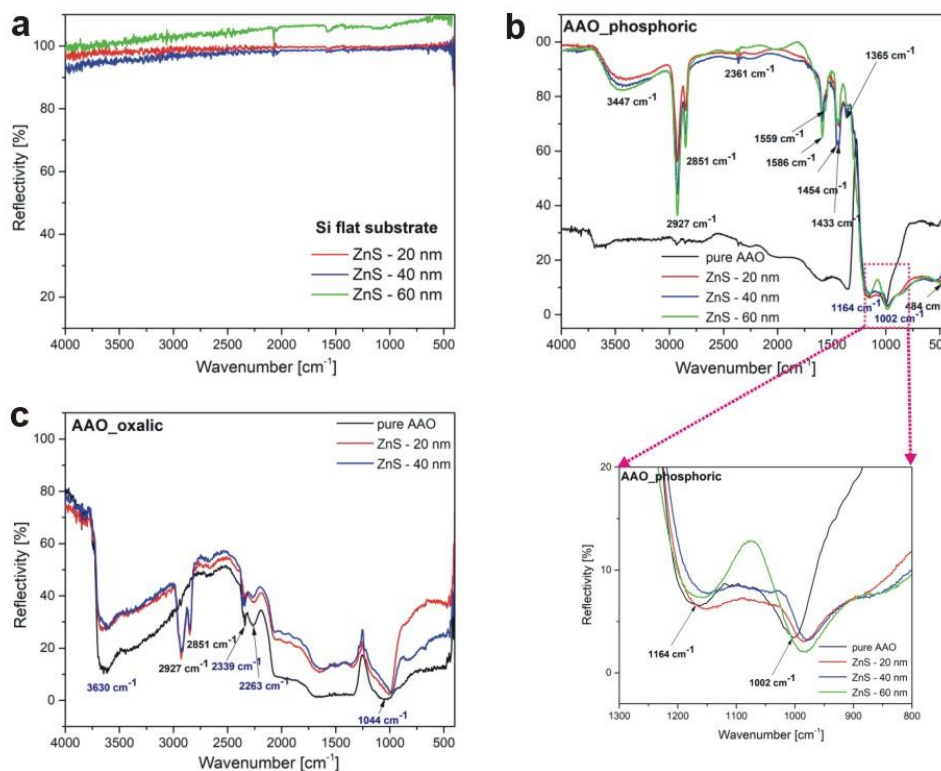 a
100
80
60
40
20
Reflectivity [%]
Si flat substrate
ZnS - 20 nm
ZnS - 40 nm
ZnS - 60 nm
4000 3500 3000 2500 2000 1500 1000 500
Wavenumber [cm-1]
b
AAO_phosphoric
00
80
60
40
20
0
Reflectivity [%]
3447 cm-1
2927 cm-1
2851 cm-1
2361 cm-1
1559 cm-1
1586 cm-1
1454 cm-1
1433 cm-1
1365 cm-1
1164 cm-1
1002 cm-1
484 cm-
pure AAO
ZnS - 20 nm
ZnS - 40 nm
ZnS - 60 nm
4000 3500 3000 2500 2000 1500 1000 500
Wavenumber [cm-1]
c
AAO_oxalic
100
80
60
40
20
0
Reflectivity [%]
pure AAO
ZnS - 20 nm
ZnS - 40 nm
3630 cm-1
2927 cm-1
2851 cm-1
2339 cm-1
2263 cm-1
1044 cm-1
4000 3500 3000 2500 2000 1500 1000 500
Wavenumber [cm-1]
AAO_phosphoric
20
10
0
Reflectivity [%]
1164 cm-1
1002 cm-1
pure AAO
ZnS - 20 nm
ZnS - 40 nm
ZnS - 60 nm
1300 1200 1100 1000 900 800
Wavenumber [cm-1]